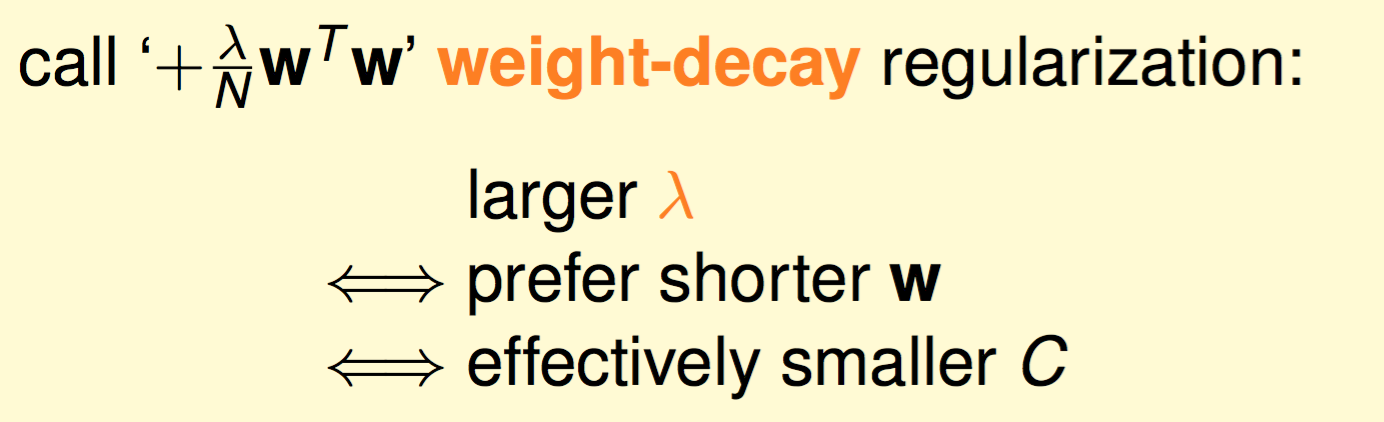 call ‘+λ/N wᵀw’ weight-decay regularization:
larger λ
⟺ prefer shorter w
⟺ effectively smaller C